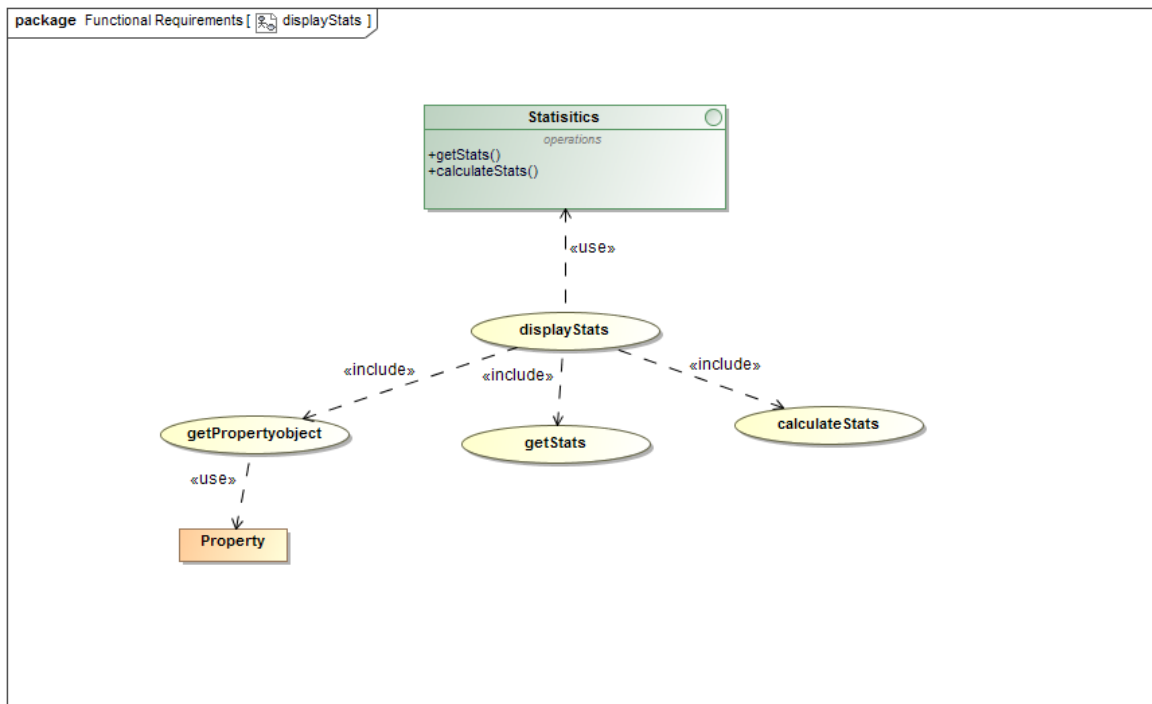 package Functional Requirements [ displayStats ]
Statisitics
operations
+getStats()
+calculateStats()
«use»
displayStats
«include»
«include»
«include»
getPropertyobject
getStats
calculateStats
«use»
Property